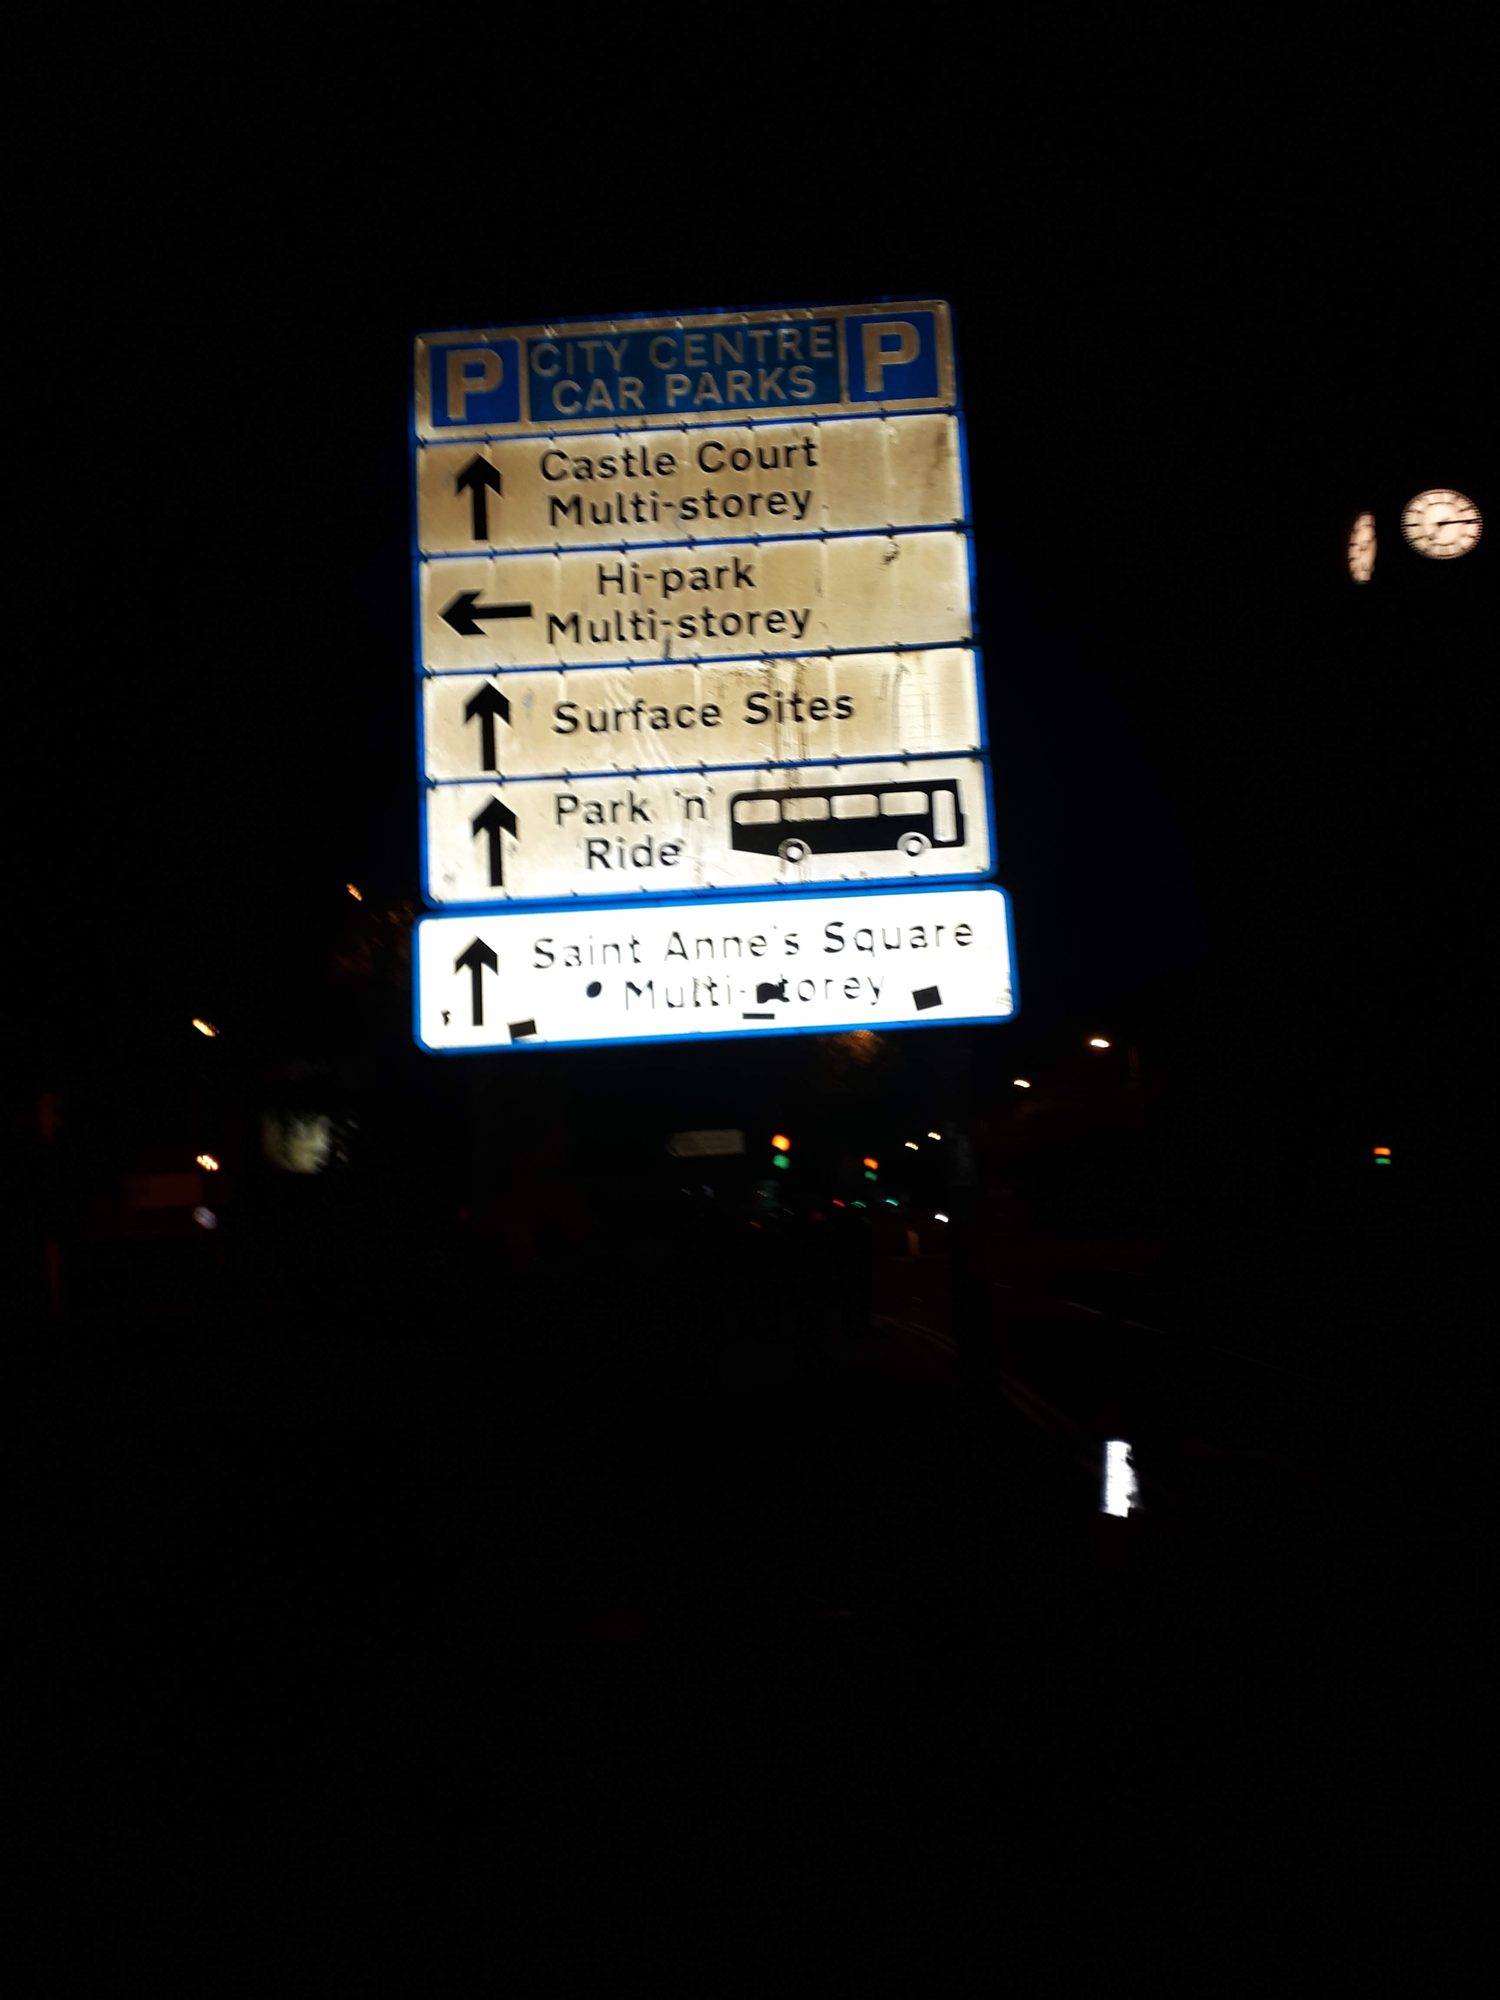 P CITY CENTRE P
CAR PARKS
Castle Court
Multi-storey
Hi-park
Multi-storey
Surface Sites
Park 'n'
Ride
Saint Anne's Square
Multi-storey